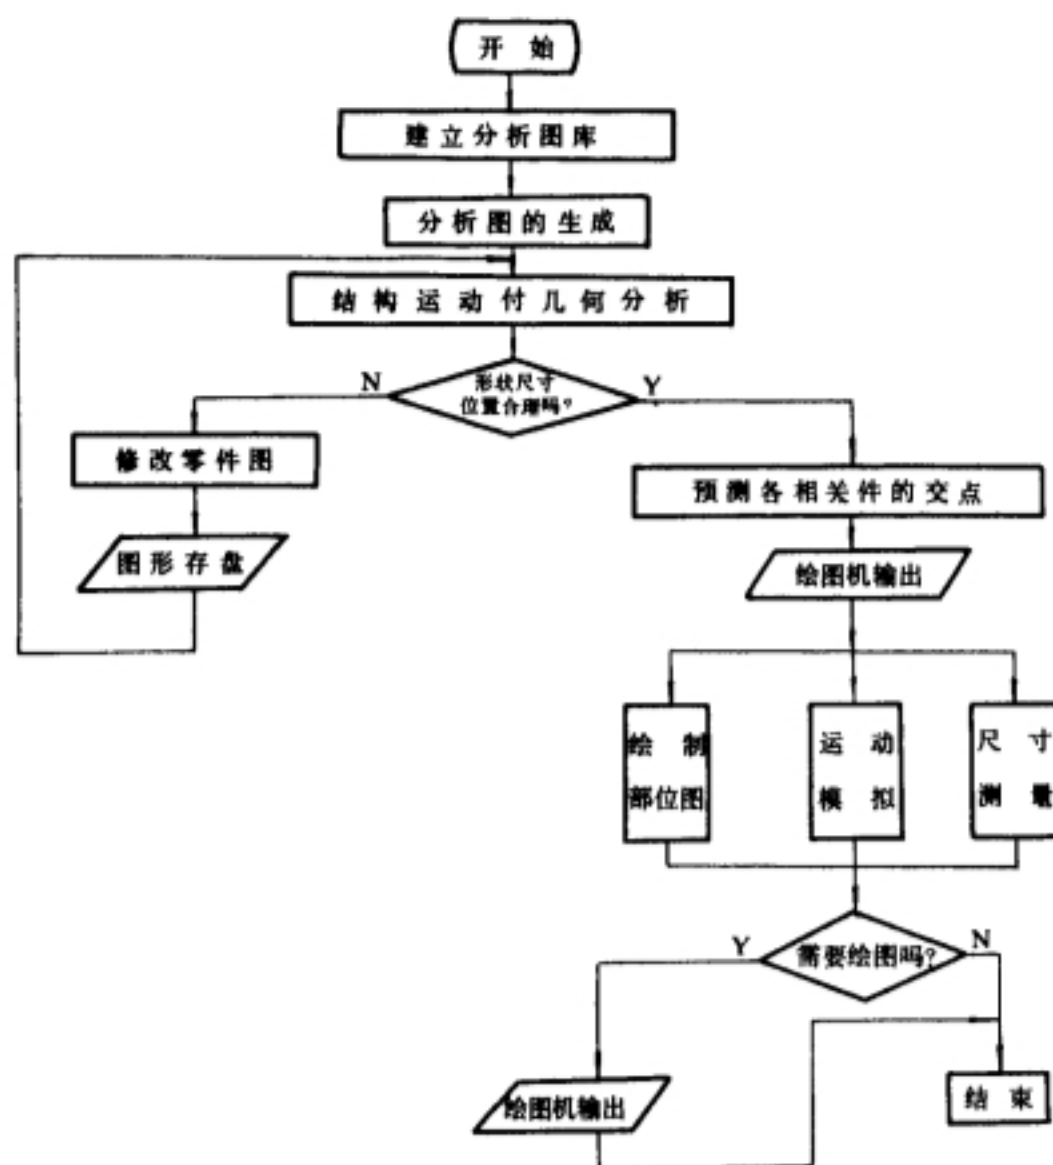 开始
建立分析图库
分析图的生成
结构运动付几何分析
N
形状尺寸
位置合理吗?
Y
修改零件图
预测各相关件的交点
图形存盘
绘图机输出
绘制
部位图
运动
模拟
尺寸
测量
Y
需要绘图吗?
N
绘图机输出
结束